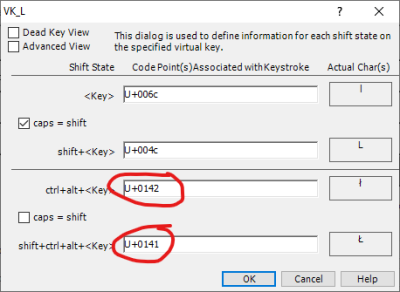 VK_L
Dead Key View
Advanced View
This dialog is used to define information for each shift state on
the specified virtual key.
Shift State Code Point(s) Associated with Keystroke Actual Char(s)
<Key> U+006c l
caps = shift
shift+<Key> U+004c L
ctrl+alt+<Key> U+0142 ł
caps = shift
shift+ctrl+alt+<Key> U+0141 Ł
OK Cancel Help